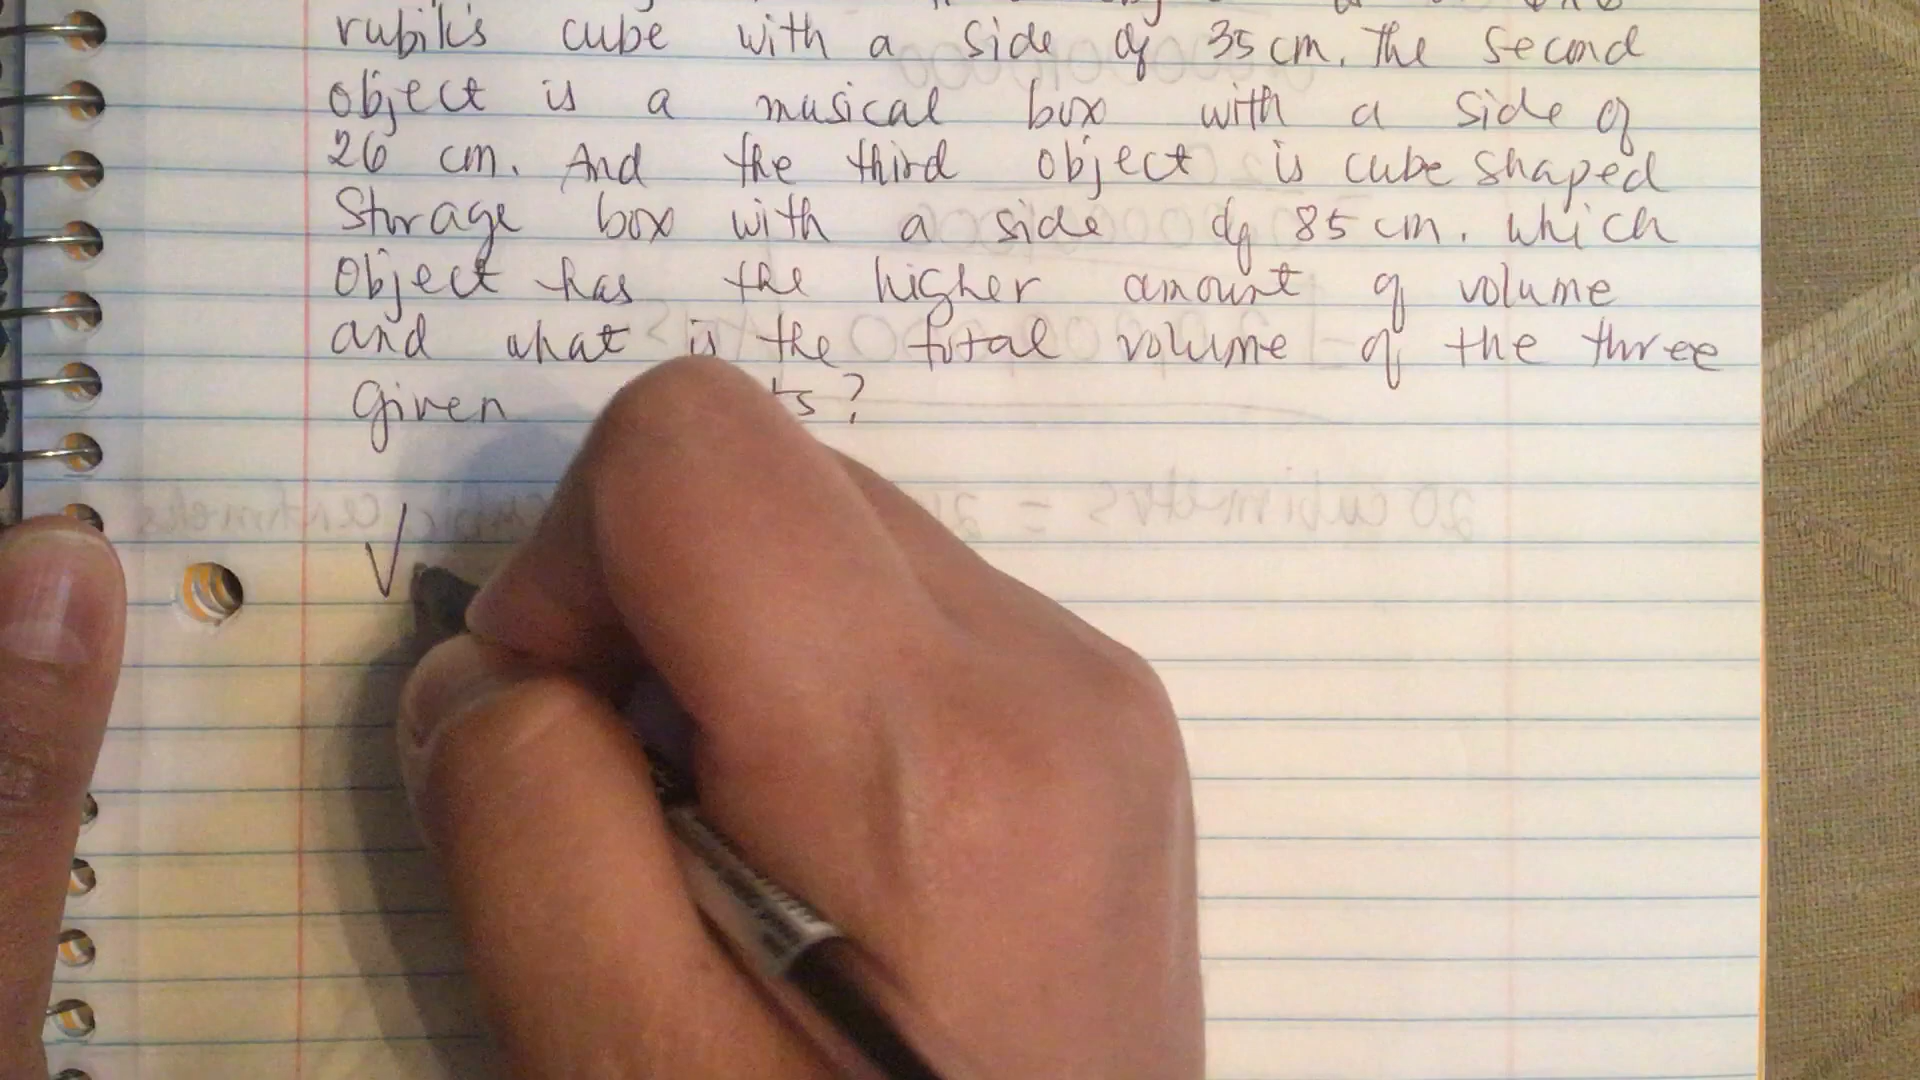 rubik's cube with a side of 35 cm. The second
object is a musical box with a side of
26 cm. And the third object is cube shaped
Storage box with a side of 85 cm. which
object has the higher amount of volume
and what is the total volume of the three
given ?
V